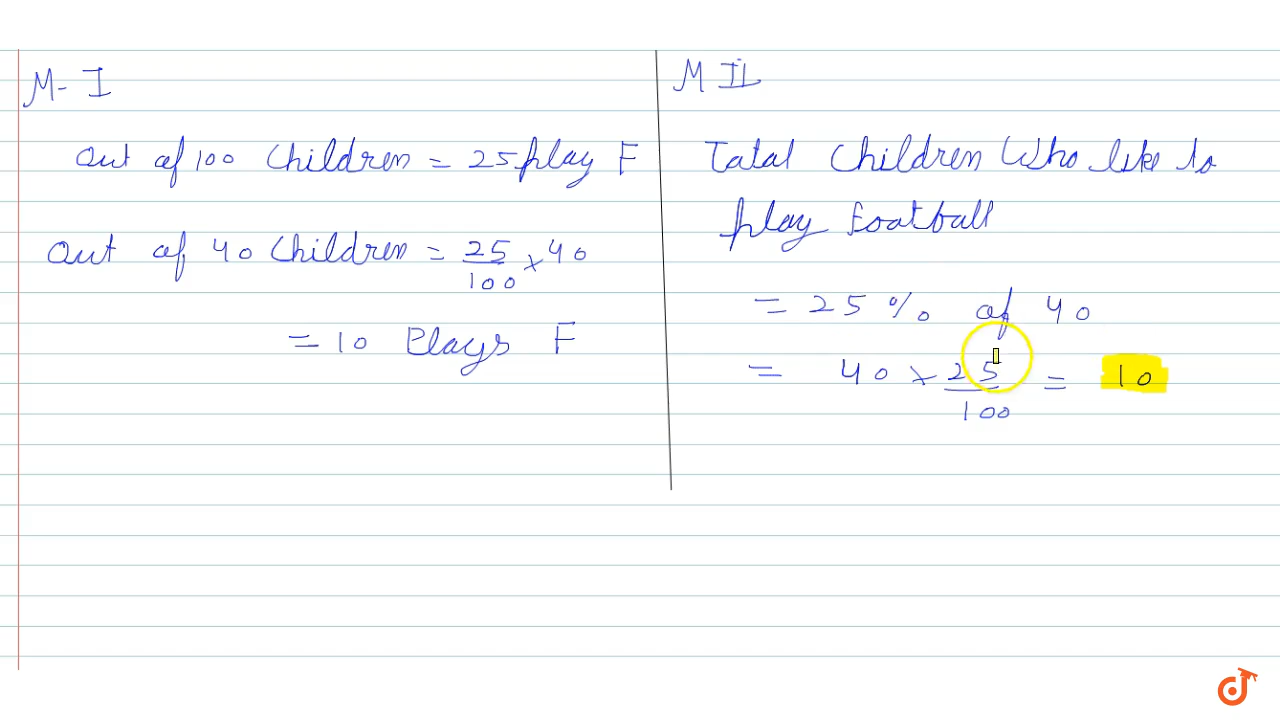 M- I
Out of 100 Children = 25 play F
Out of 40 Children = 25/100 × 40
= 10 Plays F
M II
Total Children Who like to
play Football
= 25 % of 40
= 40 × 25/100 = 10